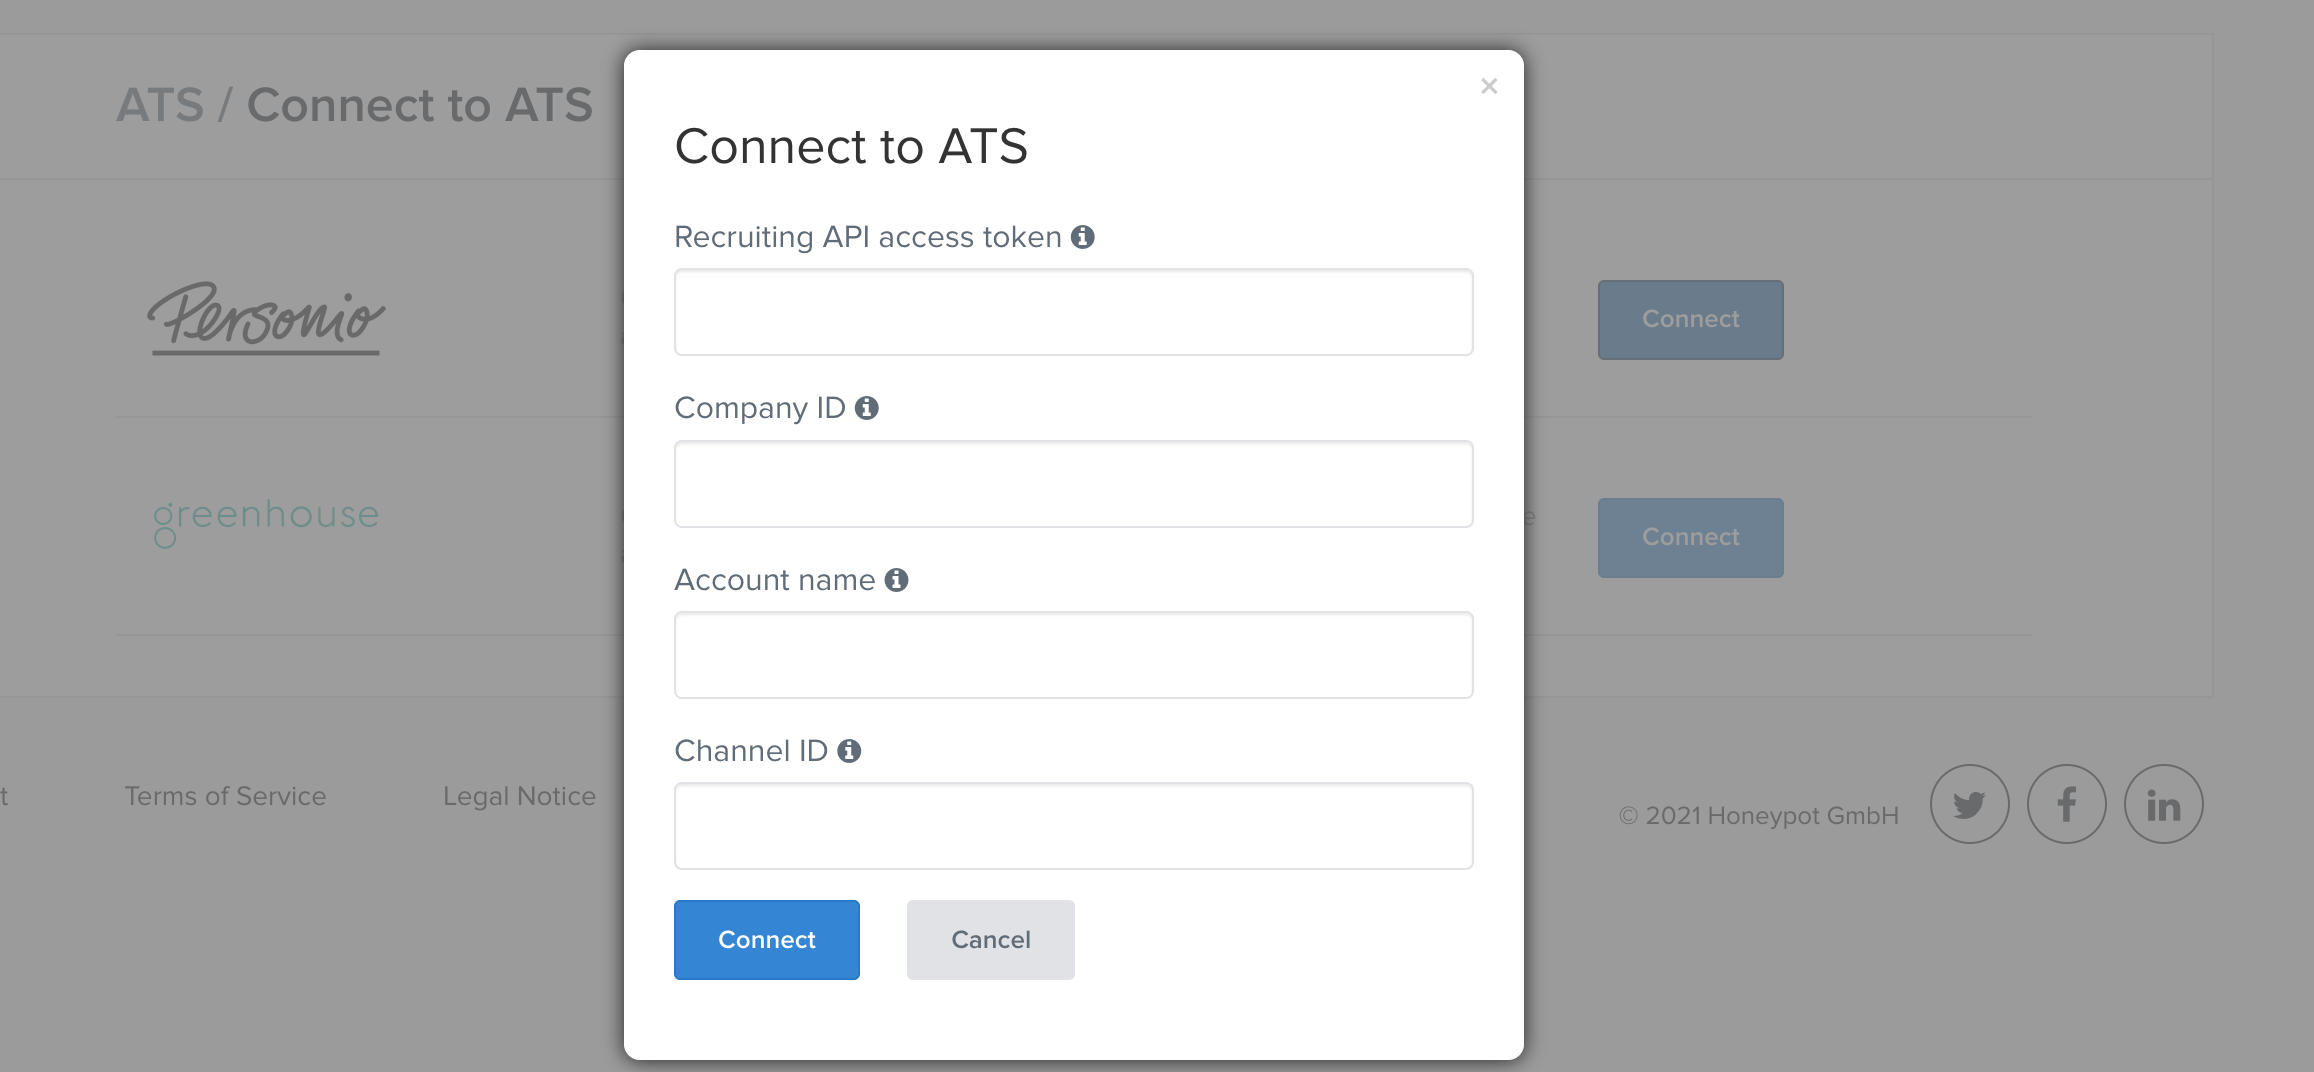 ATS / Connect to ATS
Personio
Connect
greenhouse
Connect
Connect to ATS
Recruiting API access token
Company ID
Account name
Channel ID
Connect
Cancel
Terms of Service
Legal Notice
© 2021 Honeypot GmbH